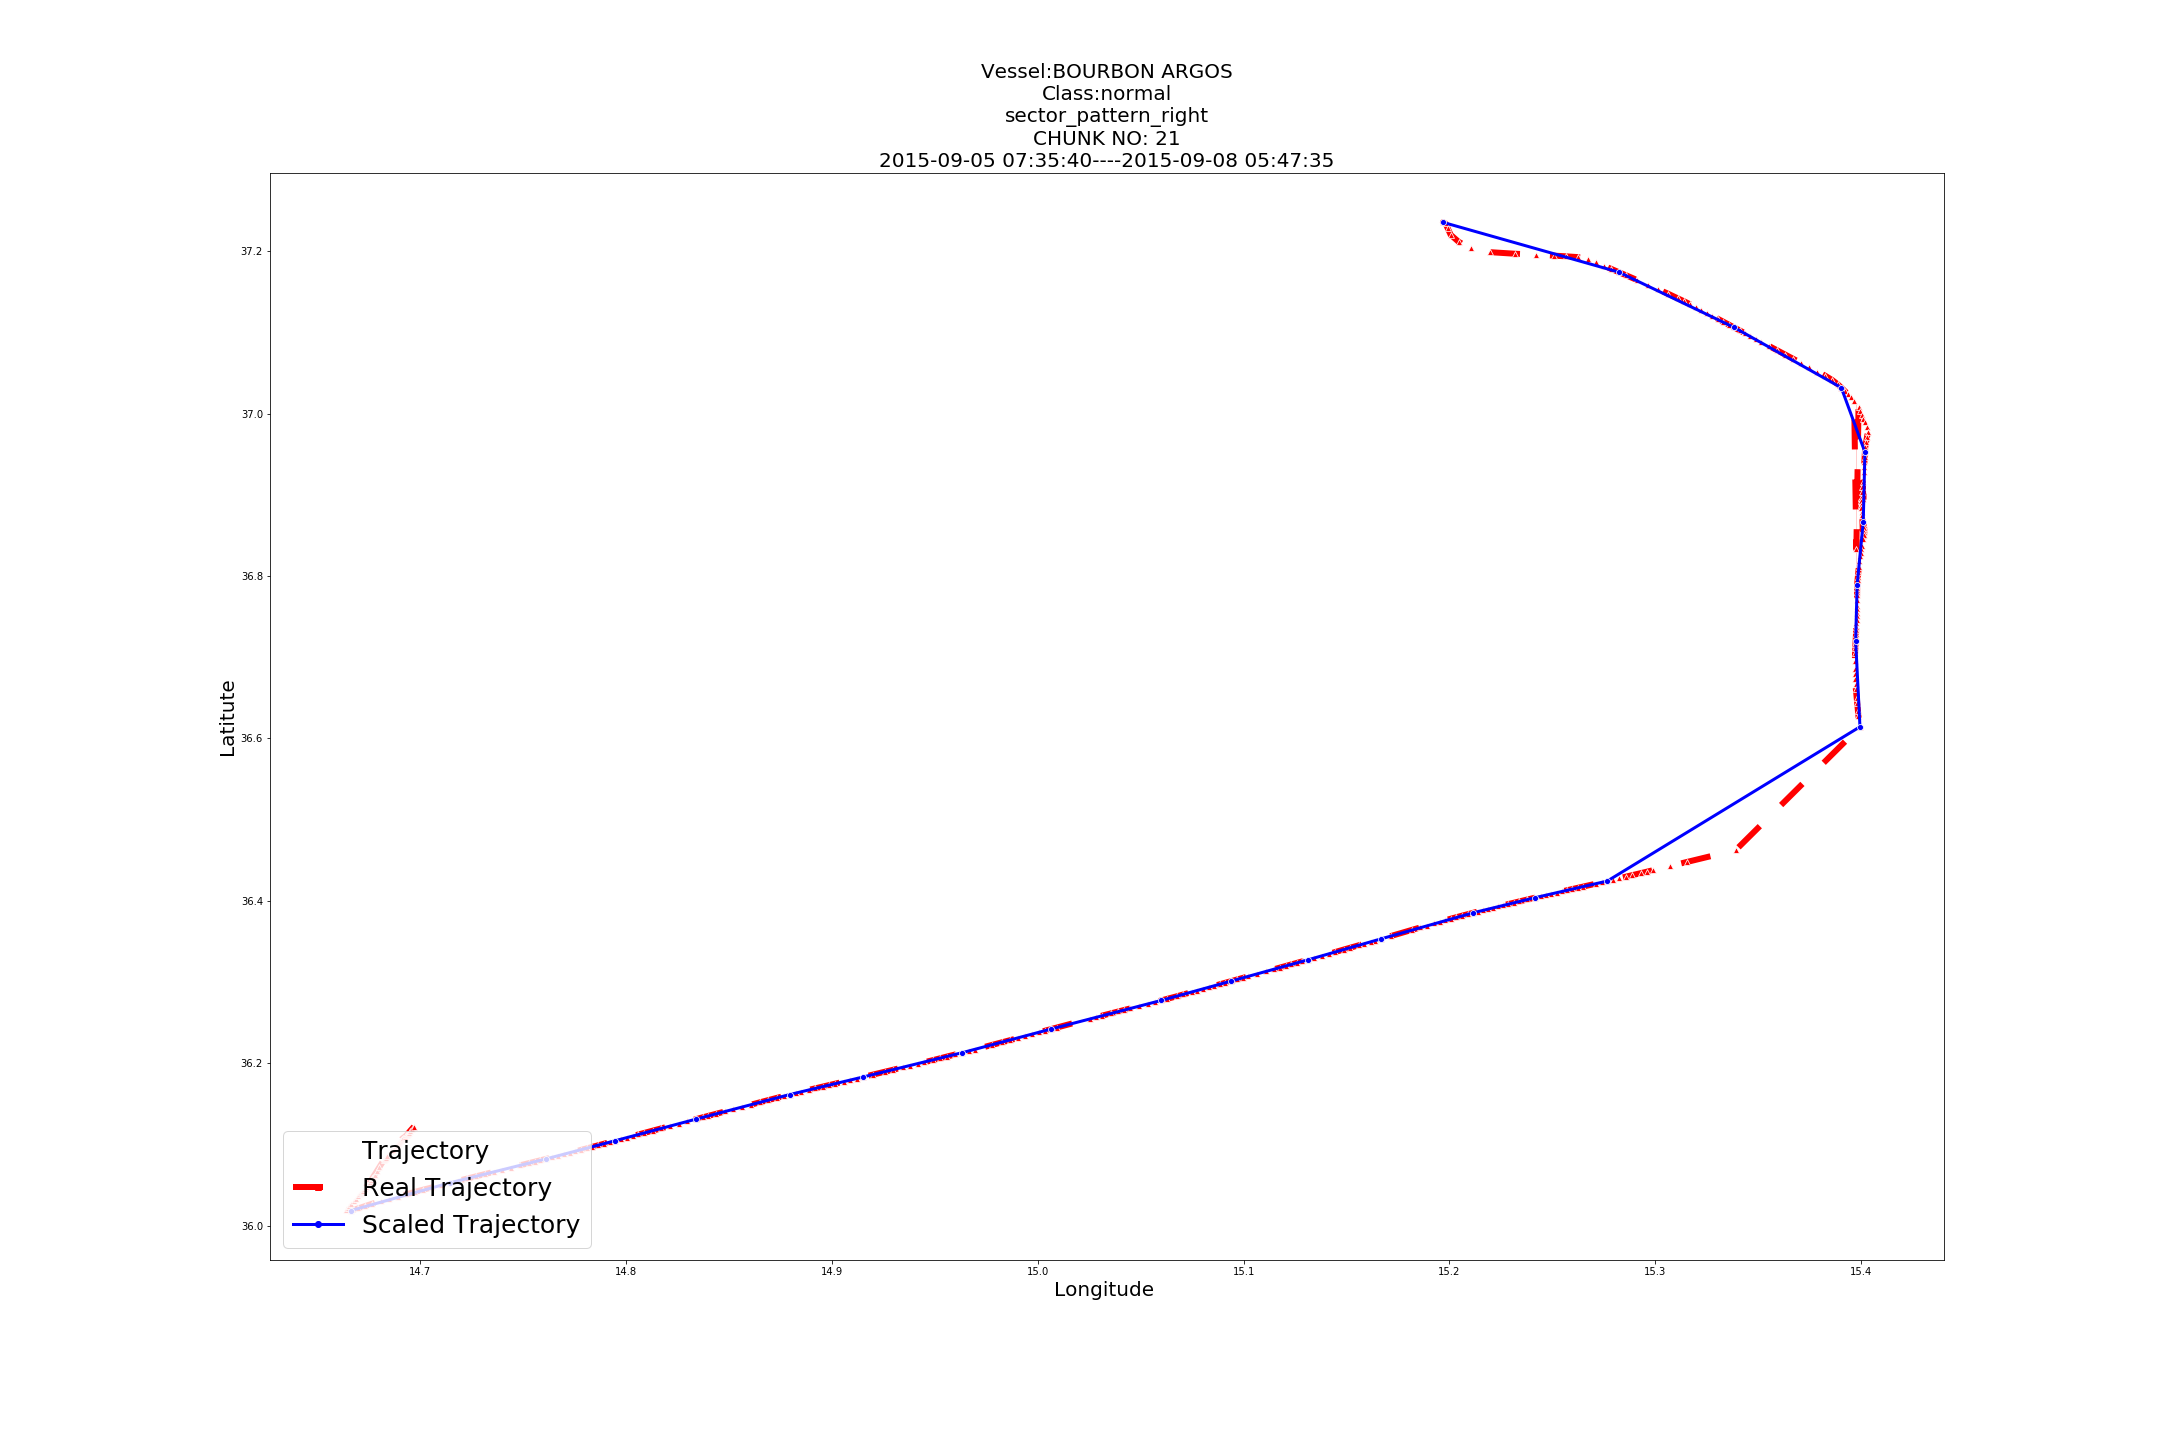 Vessel:BOURBON ARGOS
Class:normal
sector_pattern_right
CHUNK NO: 21
2015-09-05 07:35:40----2015-09-08 05:47:35
Latitute
37.2
37.0
36.8
36.6
36.4
36.2
36.0
Trajectory
Real Trajectory
Scaled Trajectory
14.7 14.8 14.9 15.0 15.1 15.2 15.3 15.4
Longitude